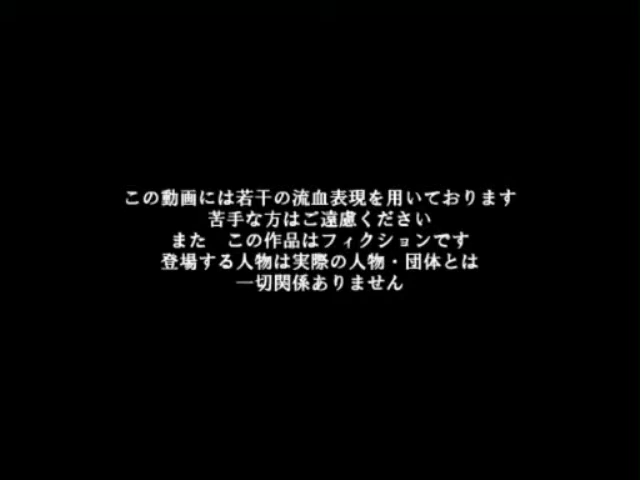 この動画には若干の流血表現を用いております
苦手な方はご遠慮ください
また　この作品はフィクションです
登場する人物は実際の人物・団体とは
一切関係ありません